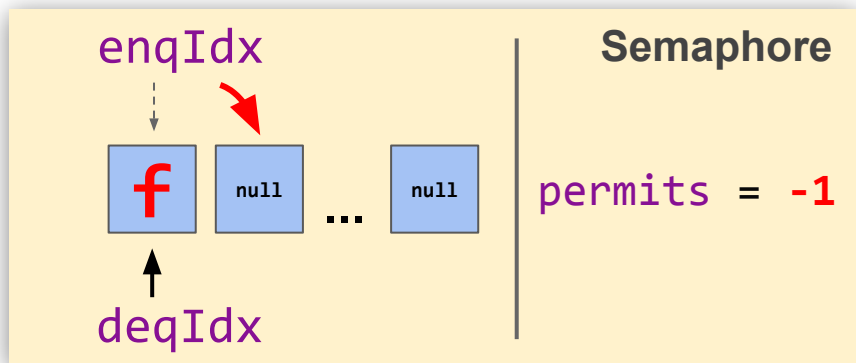 enqIdx
f
null
...
null
deqIdx
Semaphore
permits = -1